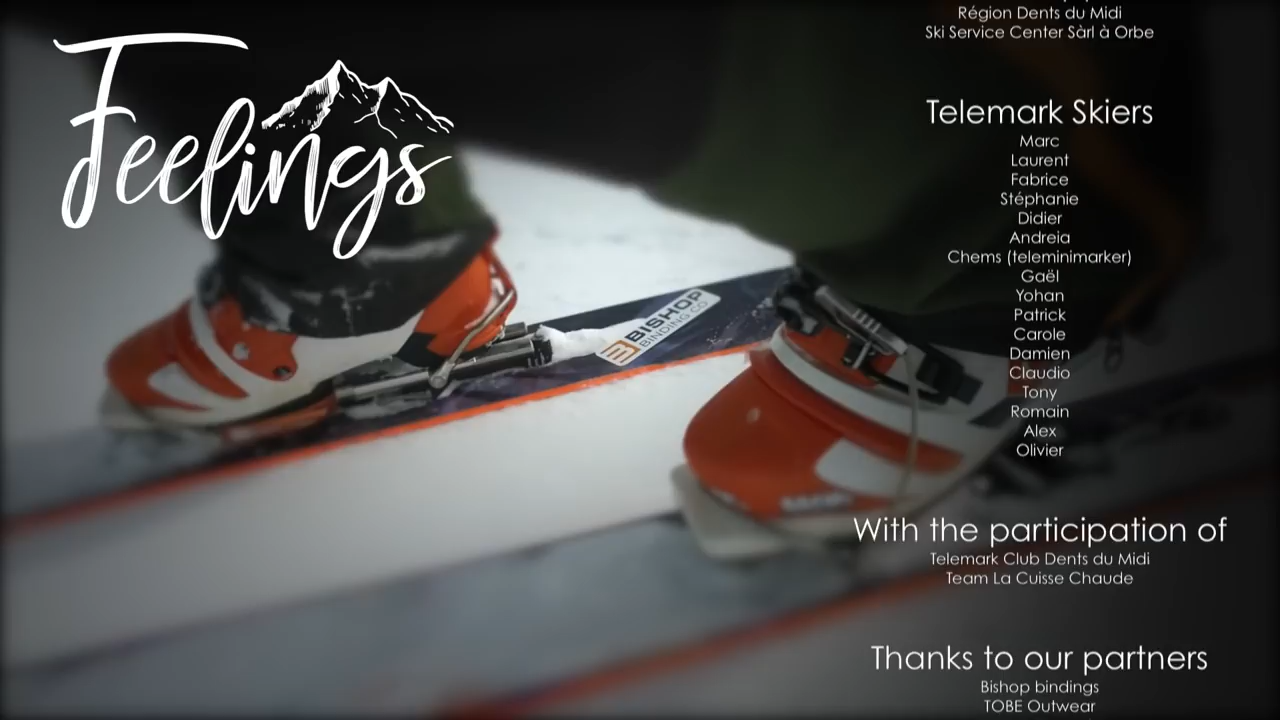 Feelings
BISHOP
BINDING CO
Région Dents du Midi
Ski Service Center Sàrl à Orbe
Telemark Skiers
Marc
Laurent
Fabrice
Stéphanie
Didier
Andreia
Chems (teleminimarker)
Gaël
Yohan
Patrick
Carole
Damien
Claudio
Tony
Romain
Alex
Olivier
With the participation of
Telemark Club Dents du Midi
Team La Cuisse Chaude
Thanks to our partners
Bishop bindings
TOBE Outwear